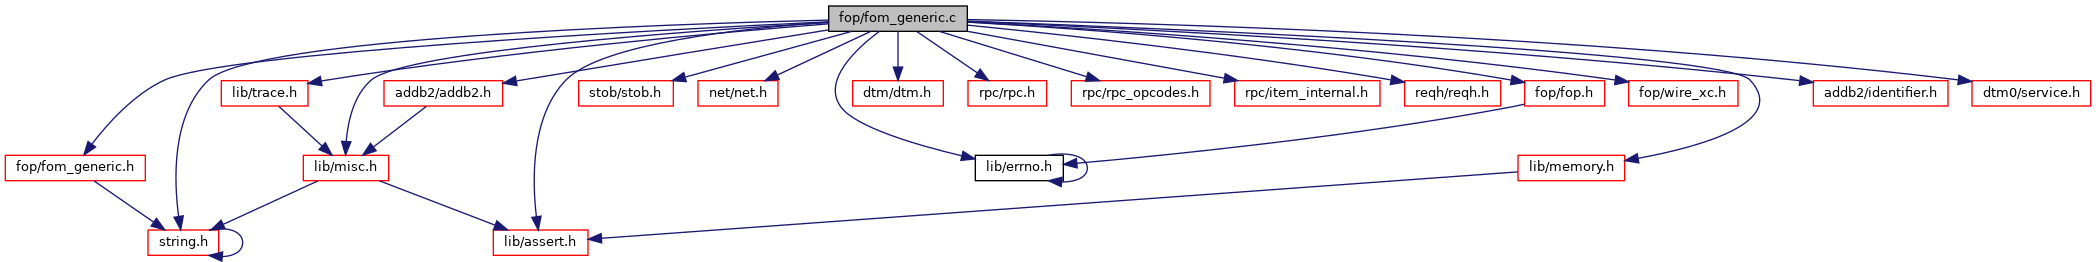 fop/fom_generic.c
lib/trace.h
addb2/addb2.h
stob/stob.h
net/net.h
dtm/dtm.h
rpc/rpc.h
rpc/rpc_opcodes.h
rpc/item_internal.h
reqh/reqh.h
fop/fop.h
fop/wire_xc.h
addb2/identifier.h
dtm0/service.h
fop/fom_generic.h
lib/misc.h
lib/errno.h
lib/memory.h
string.h
lib/assert.h